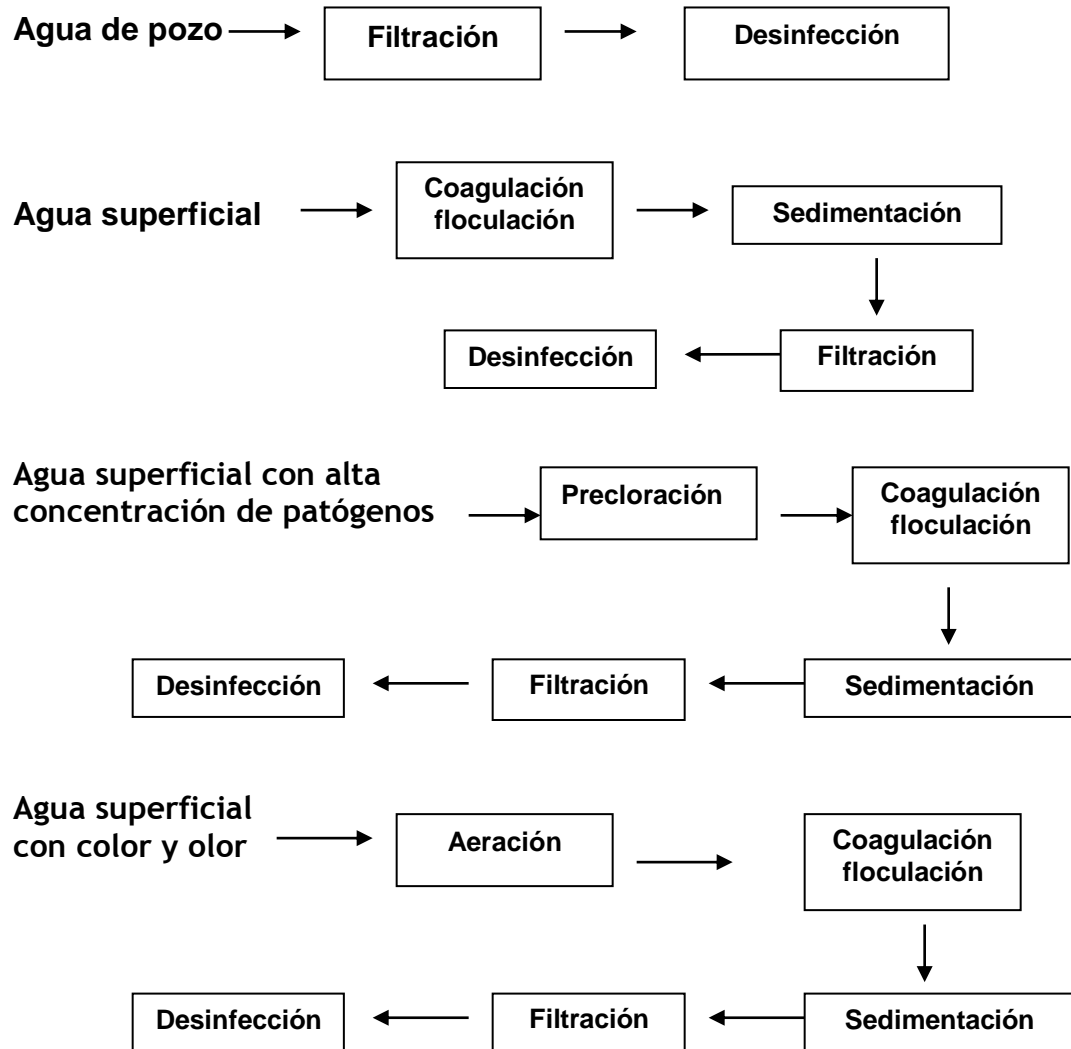 Agua de pozo
Filtración
Desinfección
Agua superficial
Coagulación
floculación
Sedimentación
Filtración
Desinfección
Agua superficial con alta
concentración de patógenos
Precloración
Coagulación
floculación
Sedimentación
Filtración
Desinfección
Agua superficial
con color y olor
Aeración
Coagulación
floculación
Sedimentación
Filtración
Desinfección